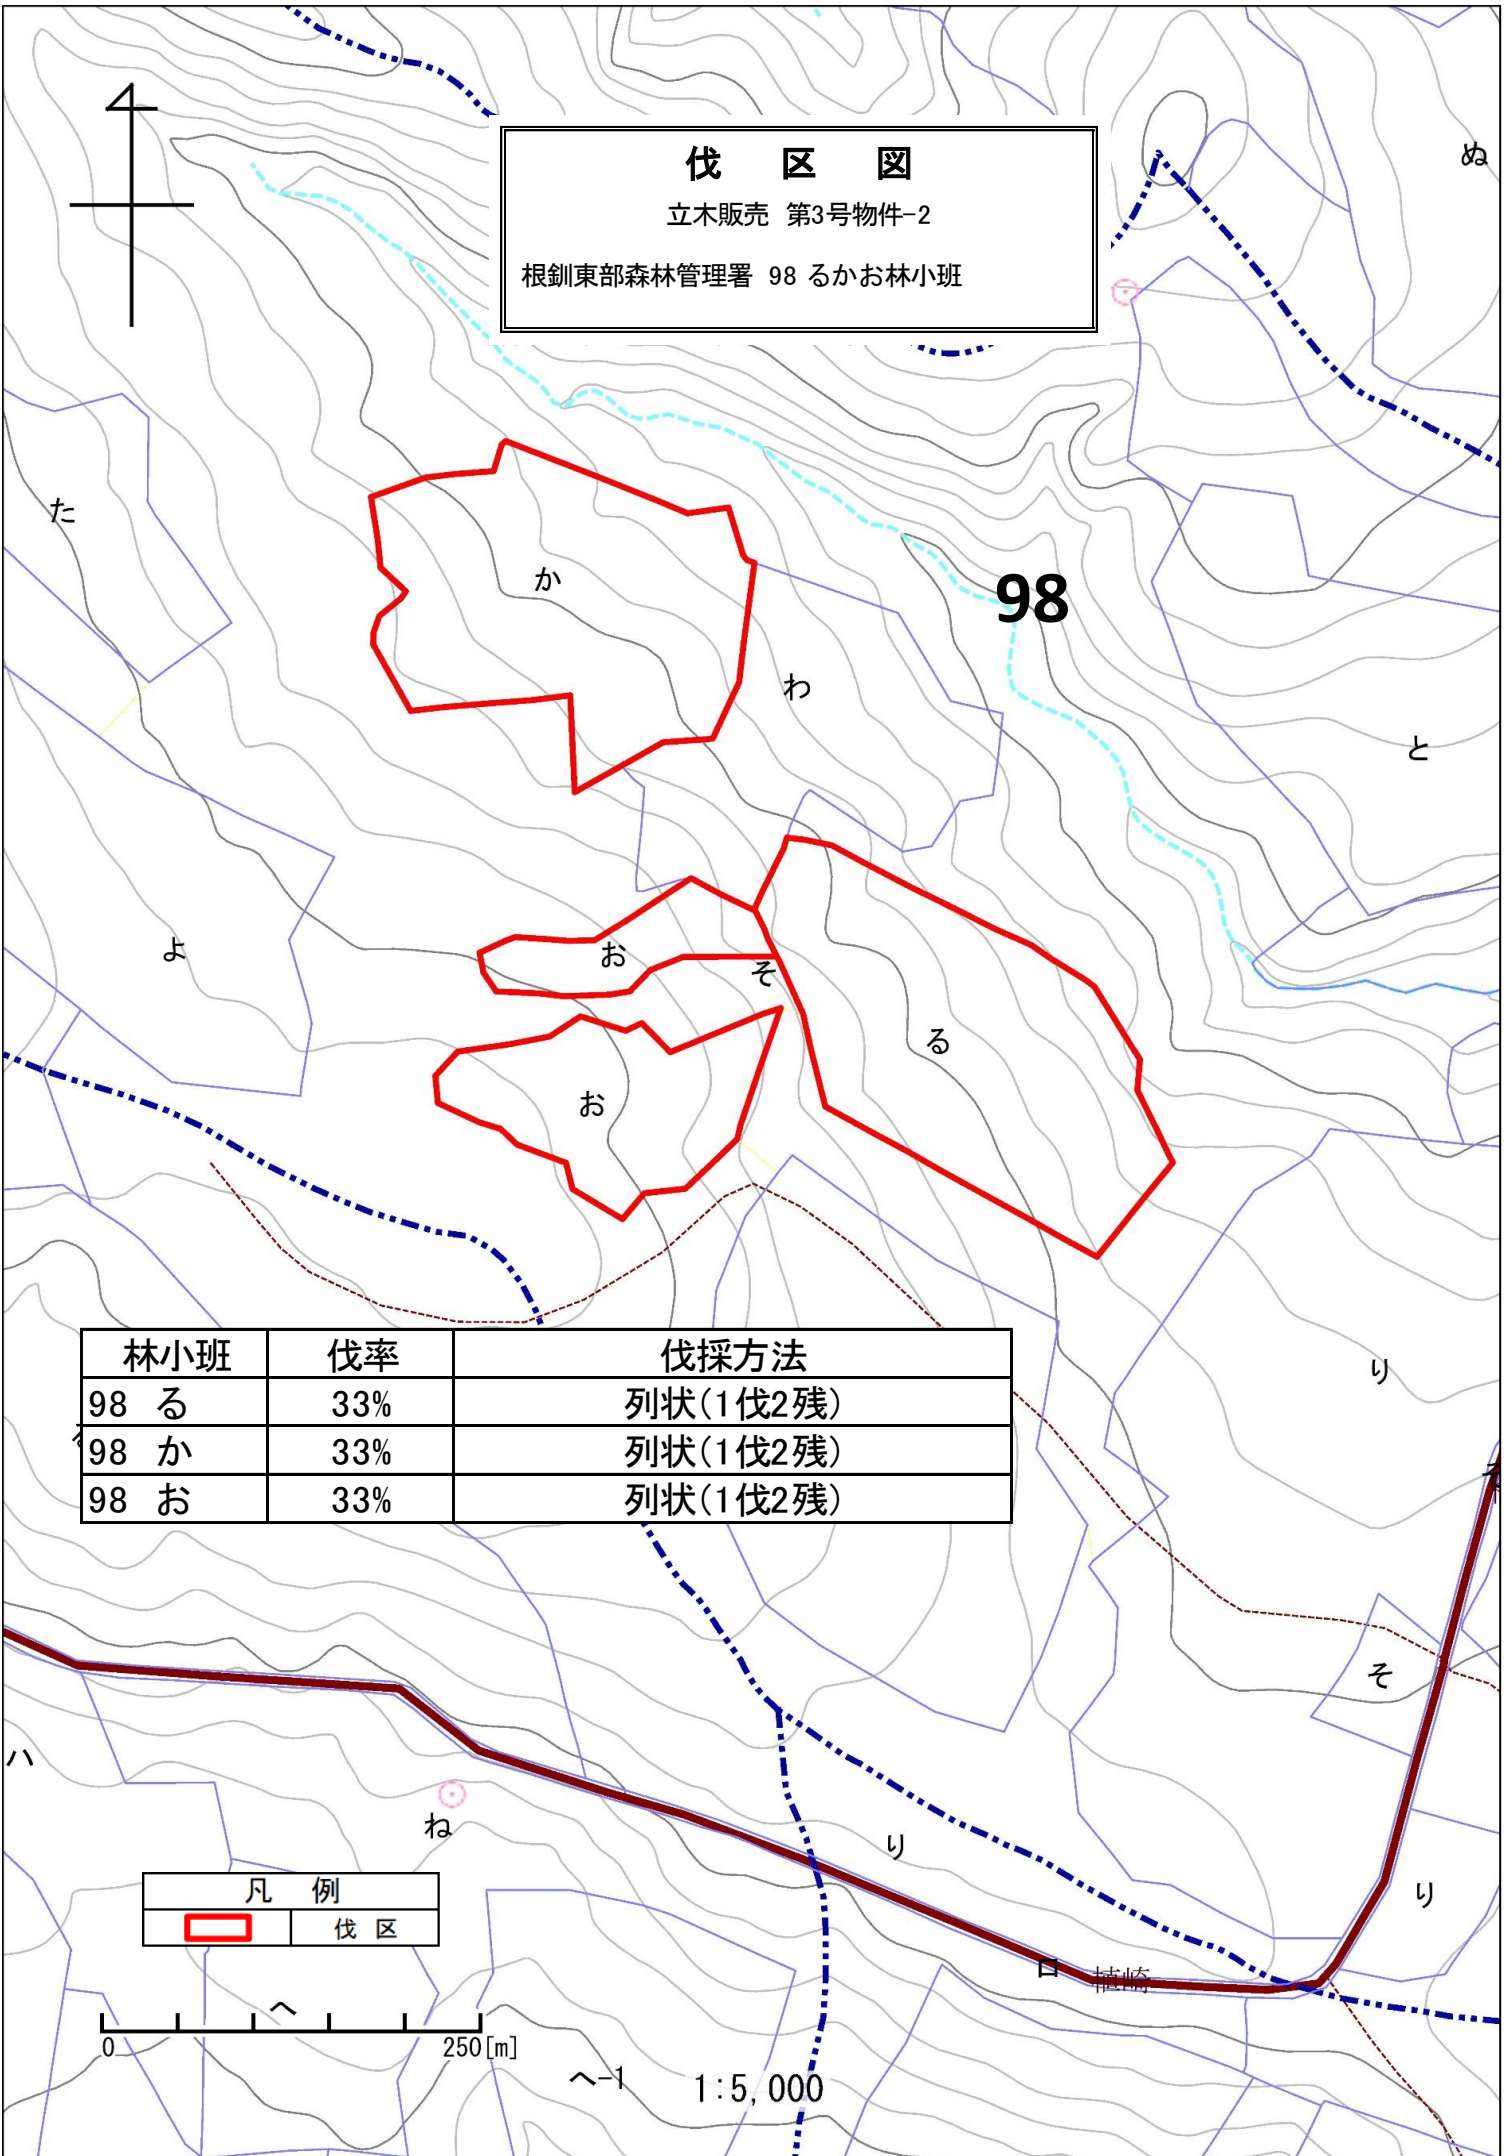 伐 区 図
立木販売 第3号物件-2
根釧東部森林管理署 98 るかお林小班
ぬ
た
か
98
わ
と
よ
お
そ
る
お
林小班 伐率 伐採方法
98 る 33% 列状(1伐2残)
98 か 33% 列状(1伐2残)
98 お 33% 列状(1伐2残)
り
そ
ハ
ね
り
り
凡 例
伐 区
ロ 植崎
ヘ
0 250[m]
ヘ-1
1:5,000